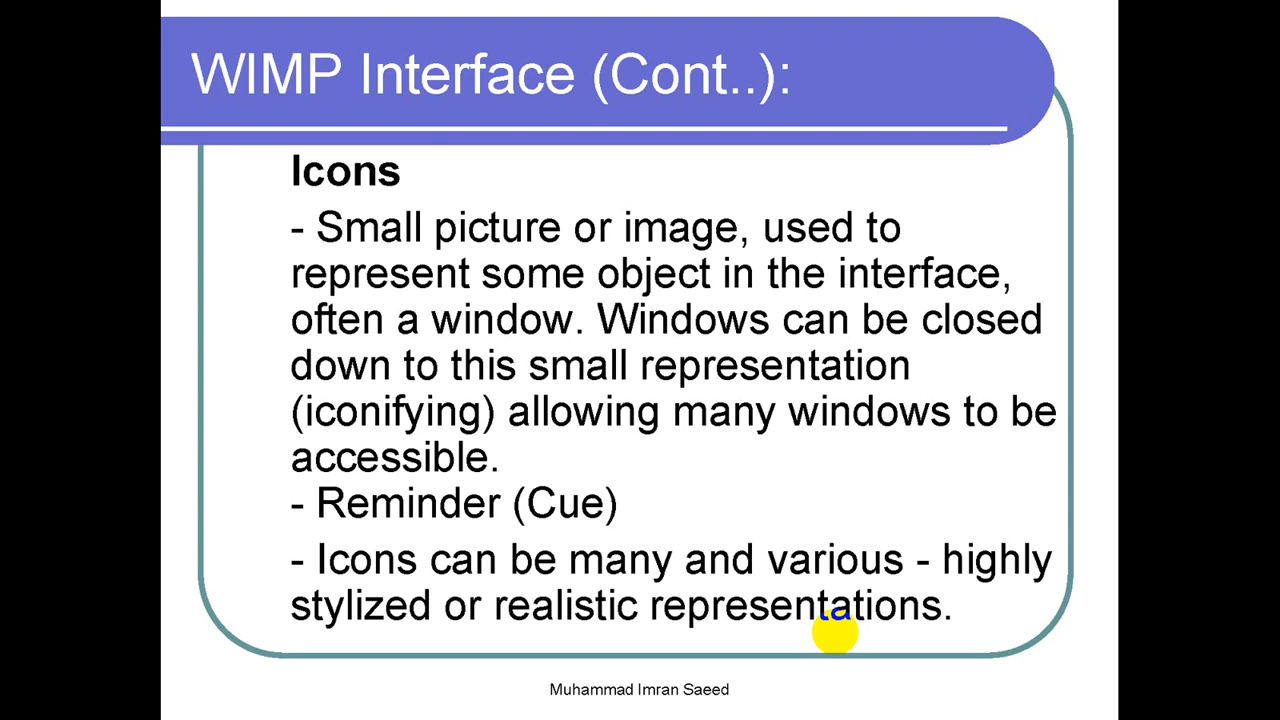 WIMP Interface (Cont..):
Icons
- Small picture or image, used to
represent some object in the interface,
often a window. Windows can be closed
down to this small representation
(iconifying) allowing many windows to be
accessible.
- Reminder (Cue)
- Icons can be many and various - highly
stylized or realistic representations.
Muhammad Imran Saeed